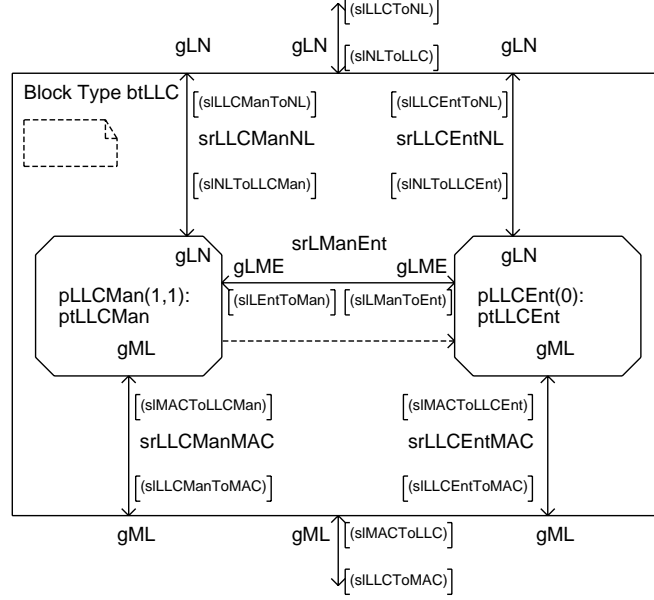 [(slLLCToNL)]
gLN gLN gLN
[(slNLToLLC)]
Block Type btLLC
[(slLLCManToNL)] [(slLLCEntToNL)]
srLLCManNL srLLCEntNL
[(slNLToLLCMan)] [(slNLToLLCEnt)]
srLManEnt
gLN gLN
gLME gLME
pLLCMan(1,1): [(slLEntToMan)] [(slLManToEnt)] pLLCEnt(0):
ptLLCMan ptLLCEnt
gML gML
[(slMACToLLCMan)] [(slMACToLLCEnt)]
srLLCManMAC srLLCEntMAC
[(slLLCManToMAC)] [(slLLCEntToMAC)]
gML gML gML
[(slMACToLLC)]
[(slLLCToMAC)]